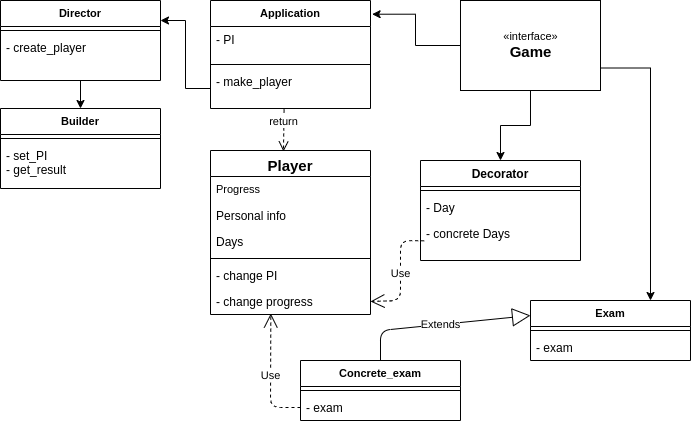 Director
- create_player
Builder
- set_PI
- get_result
Application
- PI
- make_player
return
«interface»
Game
Player
Progress
Personal info
Days
- change PI
- change progress
Decorator
- Day
- concrete Days
Use
Exam
- exam
Extends
Use
Concrete_exam
- exam